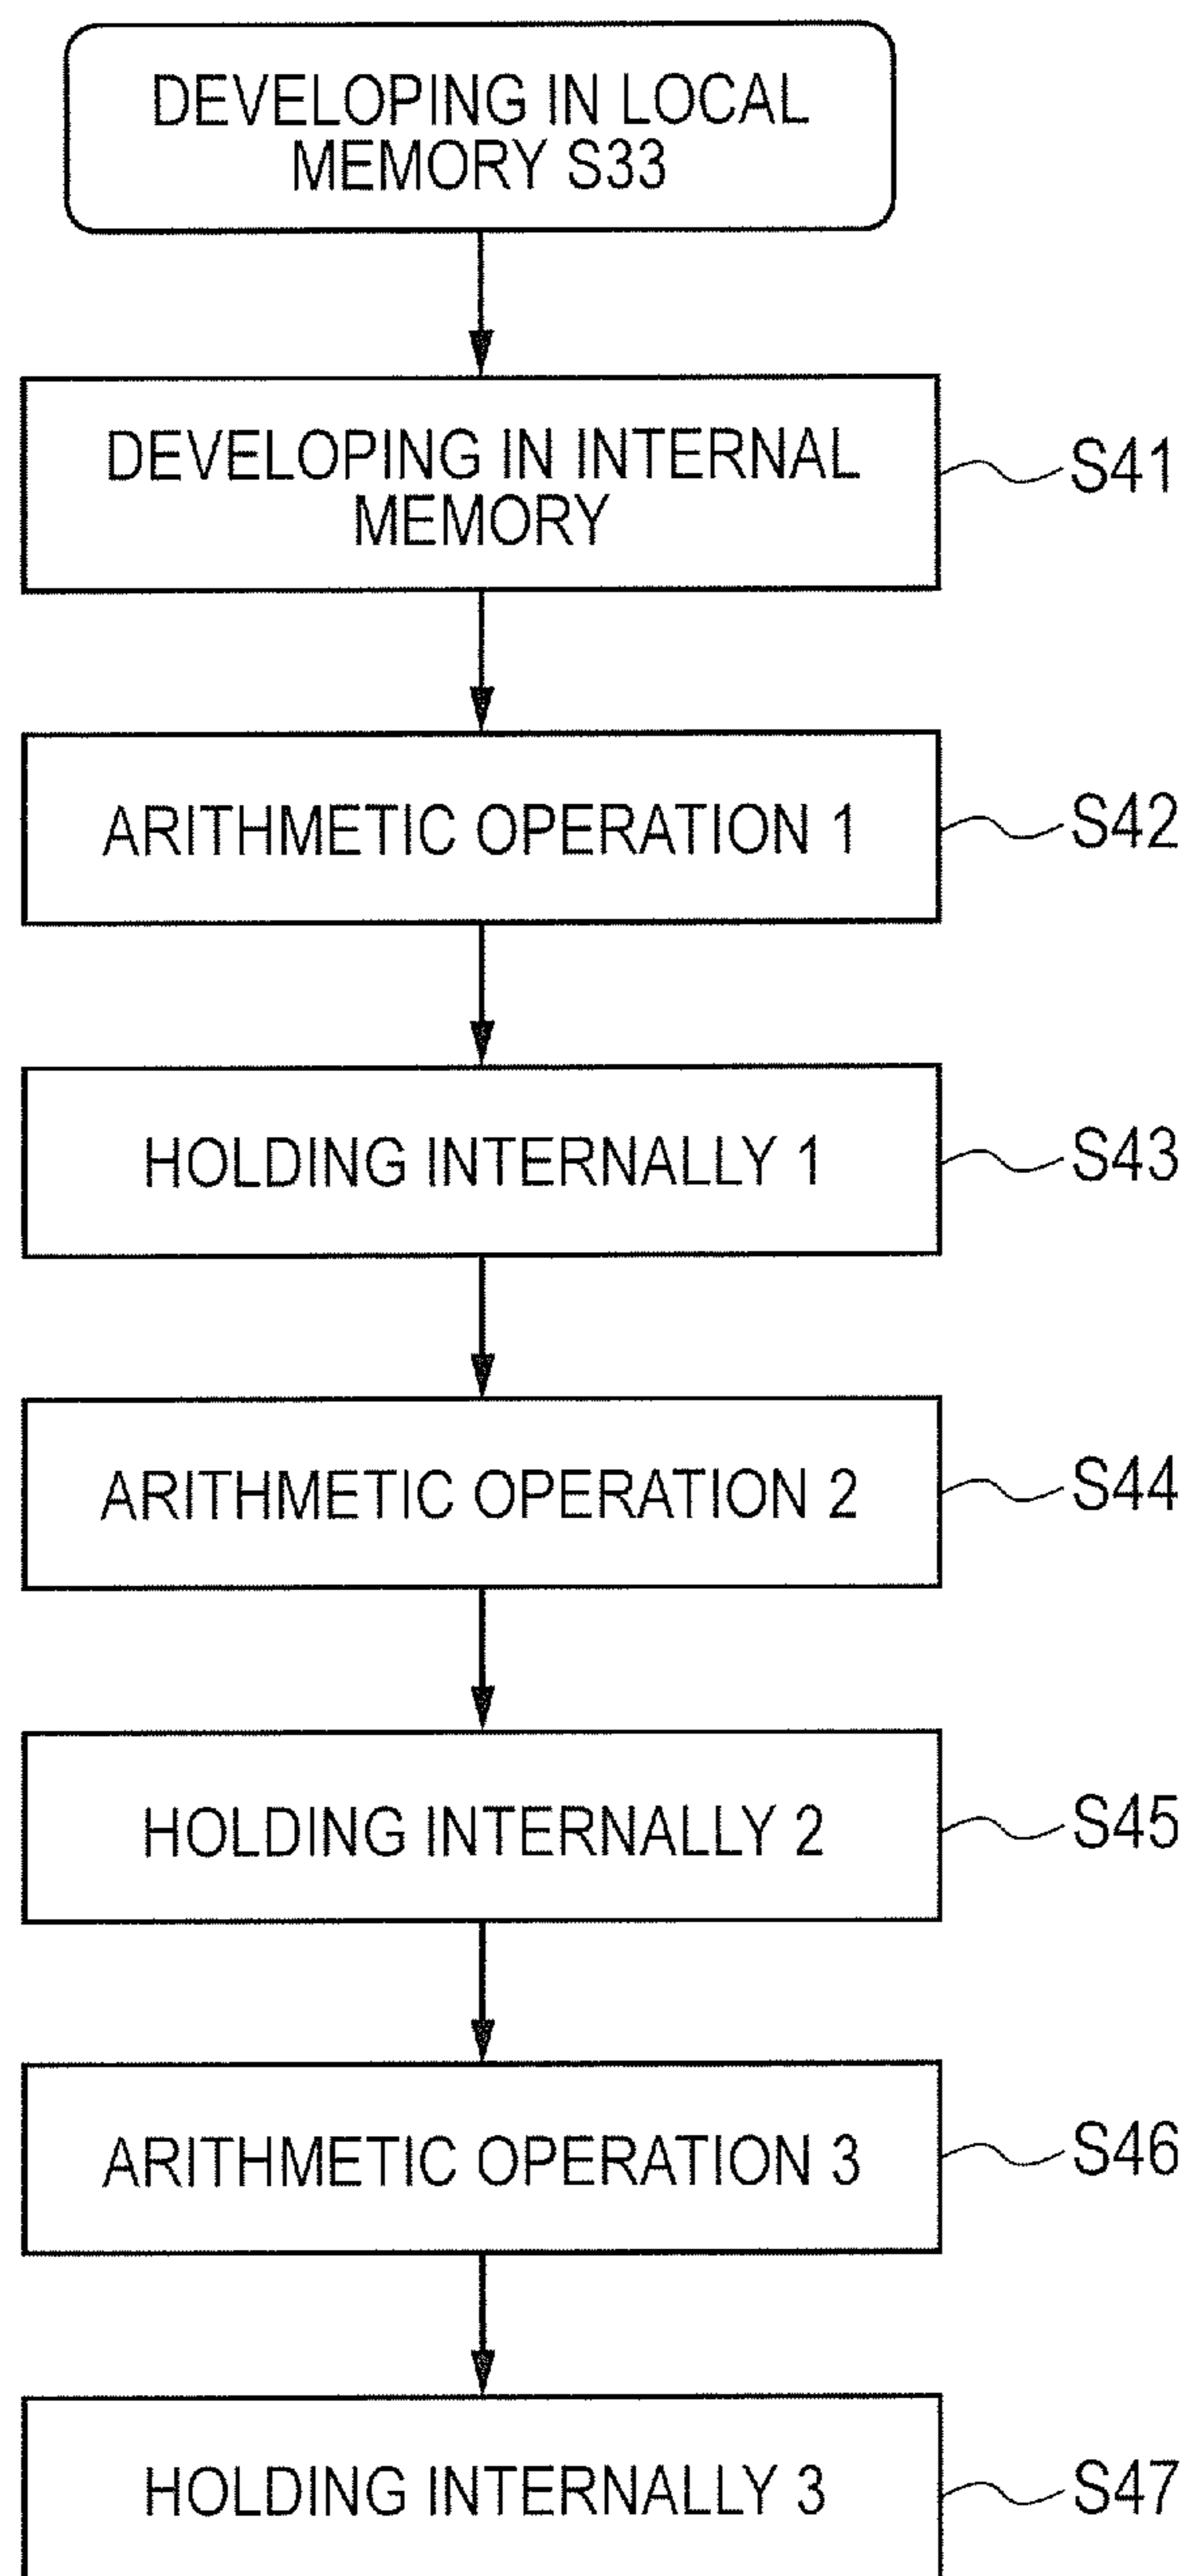 DEVELOPING IN LOCAL
MEMORY S33
DEVELOPING IN INTERNAL
MEMORY
S41
ARITHMETIC OPERATION 1
S42
HOLDING INTERNALLY 1
S43
ARITHMETIC OPERATION 2
S44
HOLDING INTERNALLY 2
S45
ARITHMETIC OPERATION 3
S46
HOLDING INTERNALLY 3
S47